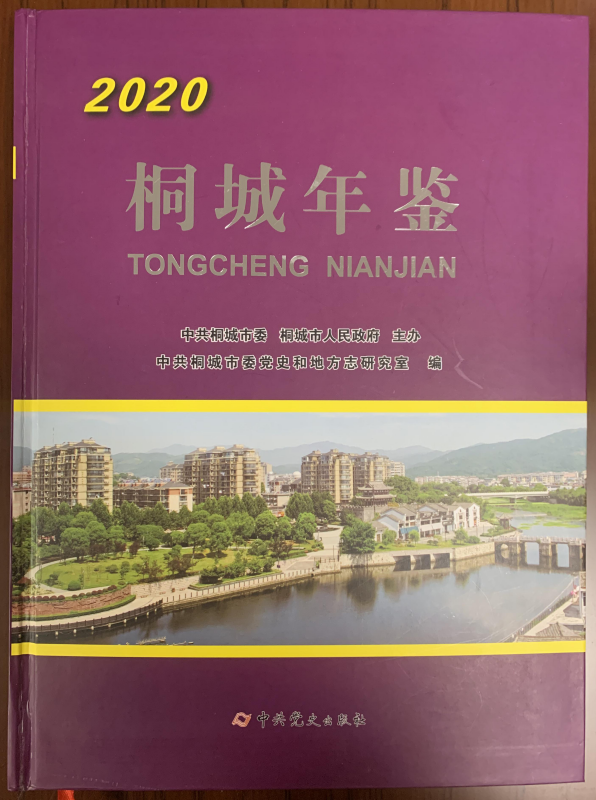 2020
桐城年鉴
TONGCHENG NIANJIAN
中共桐城市委 桐城市人民政府 主办
中共桐城市委党史和地方志研究室 编
中共党史出版社